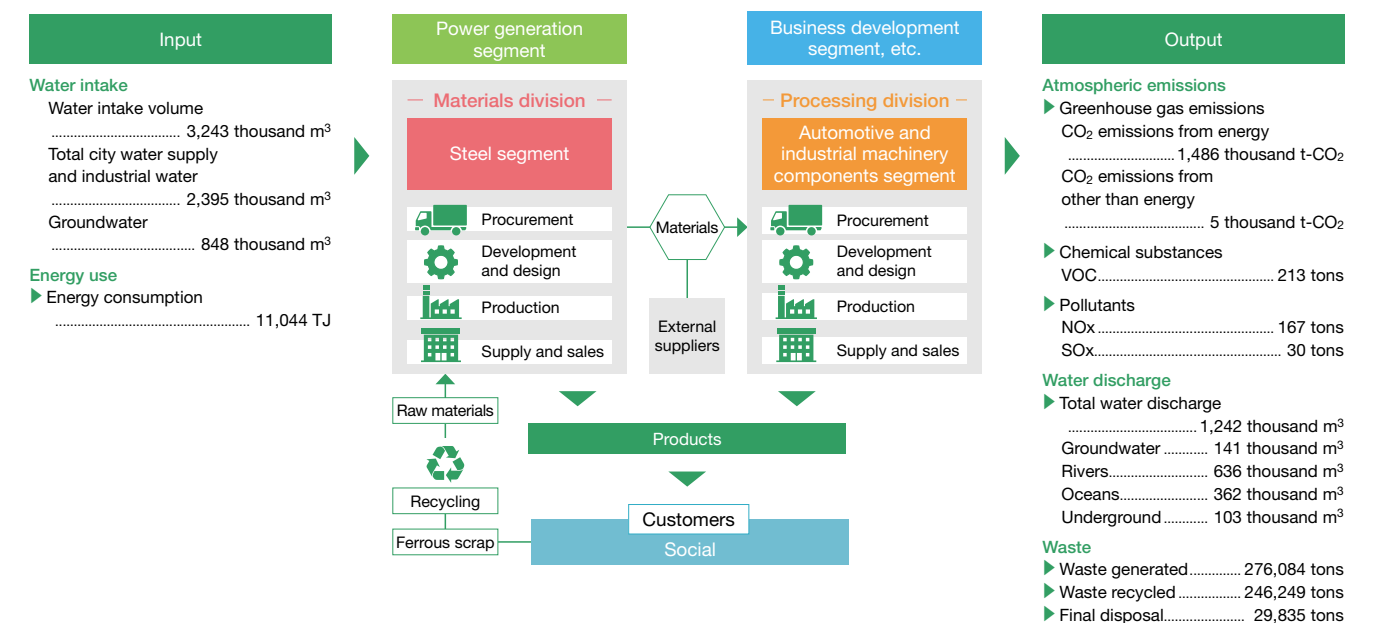 Input
Water intake
Water intake volume
................................. 3,243 thousand m³
Total city water supply
and industrial water
................................. 2,395 thousand m³
Groundwater
..................................... 848 thousand m³
Energy use
Energy consumption
.................................................... 11,044 TJ
Power generation
segment
Materials division
Steel segment
Procurement
Development
and design
Production
Supply and sales
Materials
External
suppliers
Business development
segment, etc.
Processing division
Automotive and
industrial machinery
components segment
Procurement
Development
and design
Production
Supply and sales
Raw materials
Recycling
Ferrous scrap
Products
Customers
Social
Output
Atmospheric emissions
Greenhouse gas emissions
CO₂ emissions from energy
............................ 1,486 thousand t-CO₂
CO₂ emissions from
other than energy
..................................... 5 thousand t-CO₂
Chemical substances
VOC............................................... 213 tons
Pollutants
NOx ............................................... 167 tons
SOx.................................................. 30 tons
Water discharge
Total water discharge
.................................. 1,242 thousand m³
Groundwater ............ 141 thousand m³
Rivers.......................... 636 thousand m³
Oceans........................ 362 thousand m³
Underground ............ 103 thousand m³
Waste
Waste generated.............. 276,084 tons
Waste recycled ................. 246,249 tons
Final disposal...................... 29,835 tons